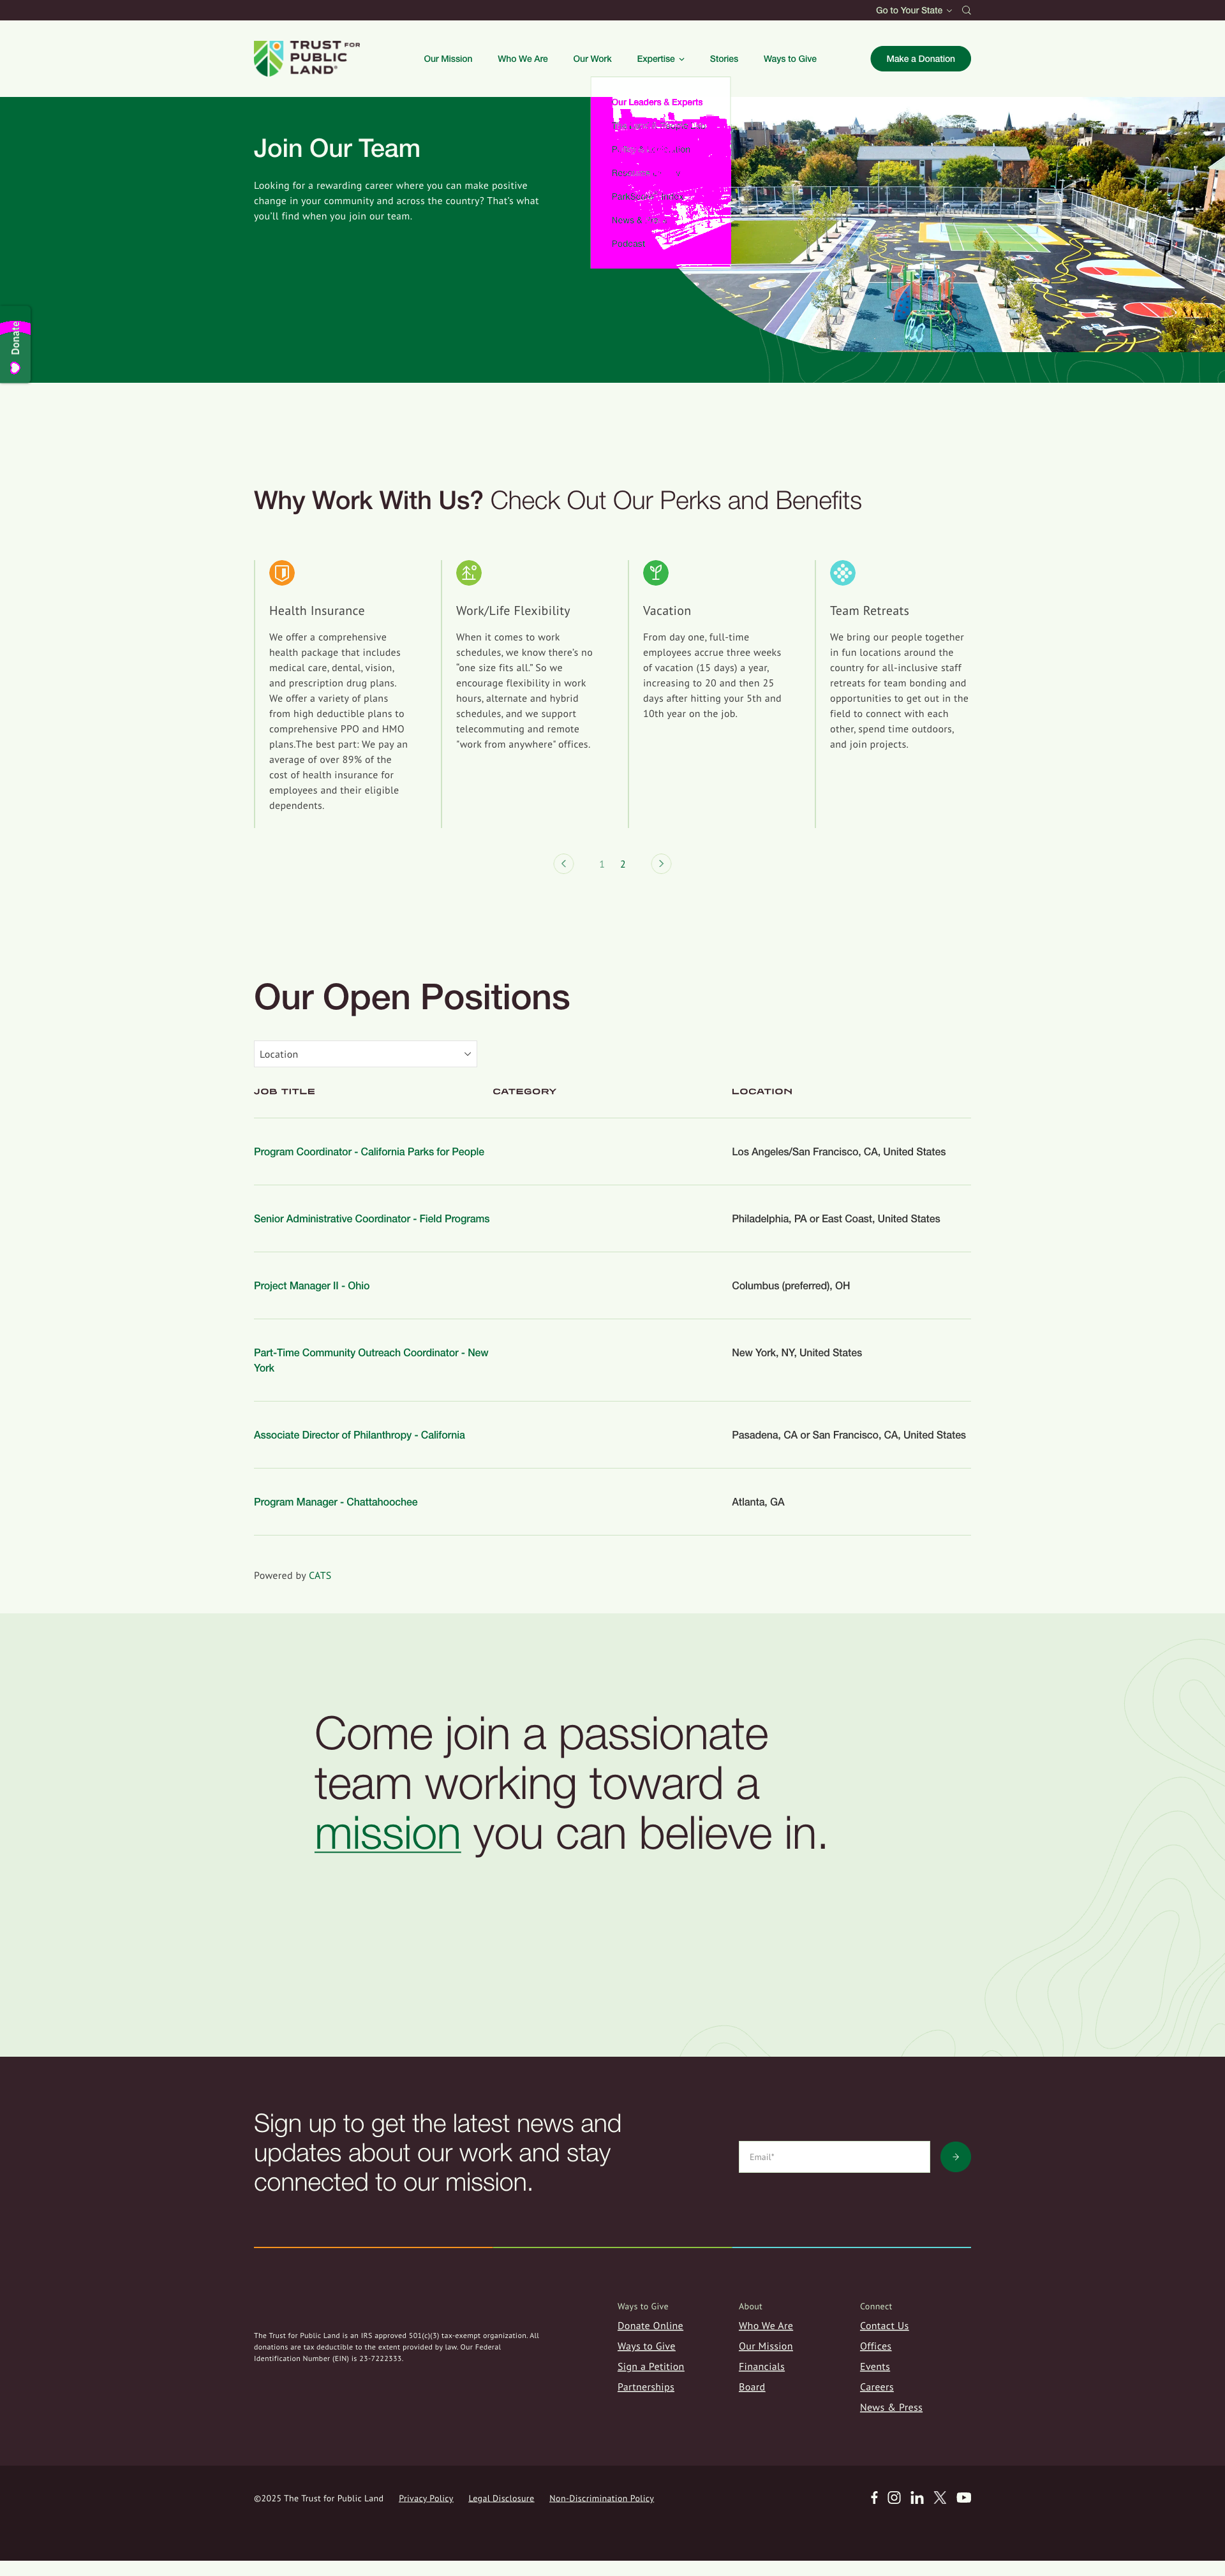 Go to Your State
TRUST FOR
PUBLIC
LAND®
Our Mission
Who We Are
Our Work
Expertise
Stories
Ways to Give
Make a Donation
Our Leaders & Experts
News &
Podcast
Join Our Team
Looking for a rewarding career where you can make positive
change in your community and across the country? That's what
you'll find when you join our team.
Donate
Why Work With Us? Check Out Our Perks and Benefits
Health Insurance
We offer a comprehensive
health package that includes
medical care, dental, vision,
and prescription drug plans.
We offer a variety of plans
from high deductible plans to
comprehensive PPO and HMO
plans.The best part: We pay an
average of over 89% of the
cost of health insurance for
employees and their eligible
dependents.
Work/Life Flexibility
When it comes to work
schedules, we know there's no
“one size fits all.” So we
encourage flexibility in work
hours, alternate and hybrid
schedules, and we support
telecommuting and remote
"work from anywhere" offices.
Vacation
From day one, full-time
employees accrue three weeks
of vacation (15 days) a year,
increasing to 20 and then 25
days after hitting your 5th and
10th year on the job.
Team Retreats
We bring our people together
in fun locations around the
country for all-inclusive staff
retreats for team bonding and
opportunities to get out in the
field to connect with each
other, spend time outdoors,
and join projects.
1 2
Our Open Positions
Location
JOB TITLE
CATEGORY
LOCATION
Program Coordinator - California Parks for People
Los Angeles/San Francisco, CA, United States
Senior Administrative Coordinator - Field Programs
Philadelphia, PA or East Coast, United States
Project Manager II - Ohio
Columbus (preferred), OH
Part-Time Community Outreach Coordinator - New
York
New York, NY, United States
Associate Director of Philanthropy - California
Pasadena, CA or San Francisco, CA, United States
Program Manager - Chattahoochee
Atlanta, GA
Powered by CATS
Come join a passionate
team working toward a
mission you can believe in.
Sign up to get the latest news and
updates about our work and stay
connected to our mission.
Email*
The Trust for Public Land is an IRS approved 501(c)(3) tax-exempt organization. All
donations are tax deductible to the extent provided by law. Our Federal
Identification Number (EIN) is 23-7222333.
Ways to Give
Donate Online
Ways to Give
Sign a Petition
Partnerships
About
Who We Are
Our Mission
Financials
Board
Connect
Contact Us
Offices
Events
Careers
News & Press
©2025 The Trust for Public Land
Privacy Policy
Legal Disclosure
Non-Discrimination Policy